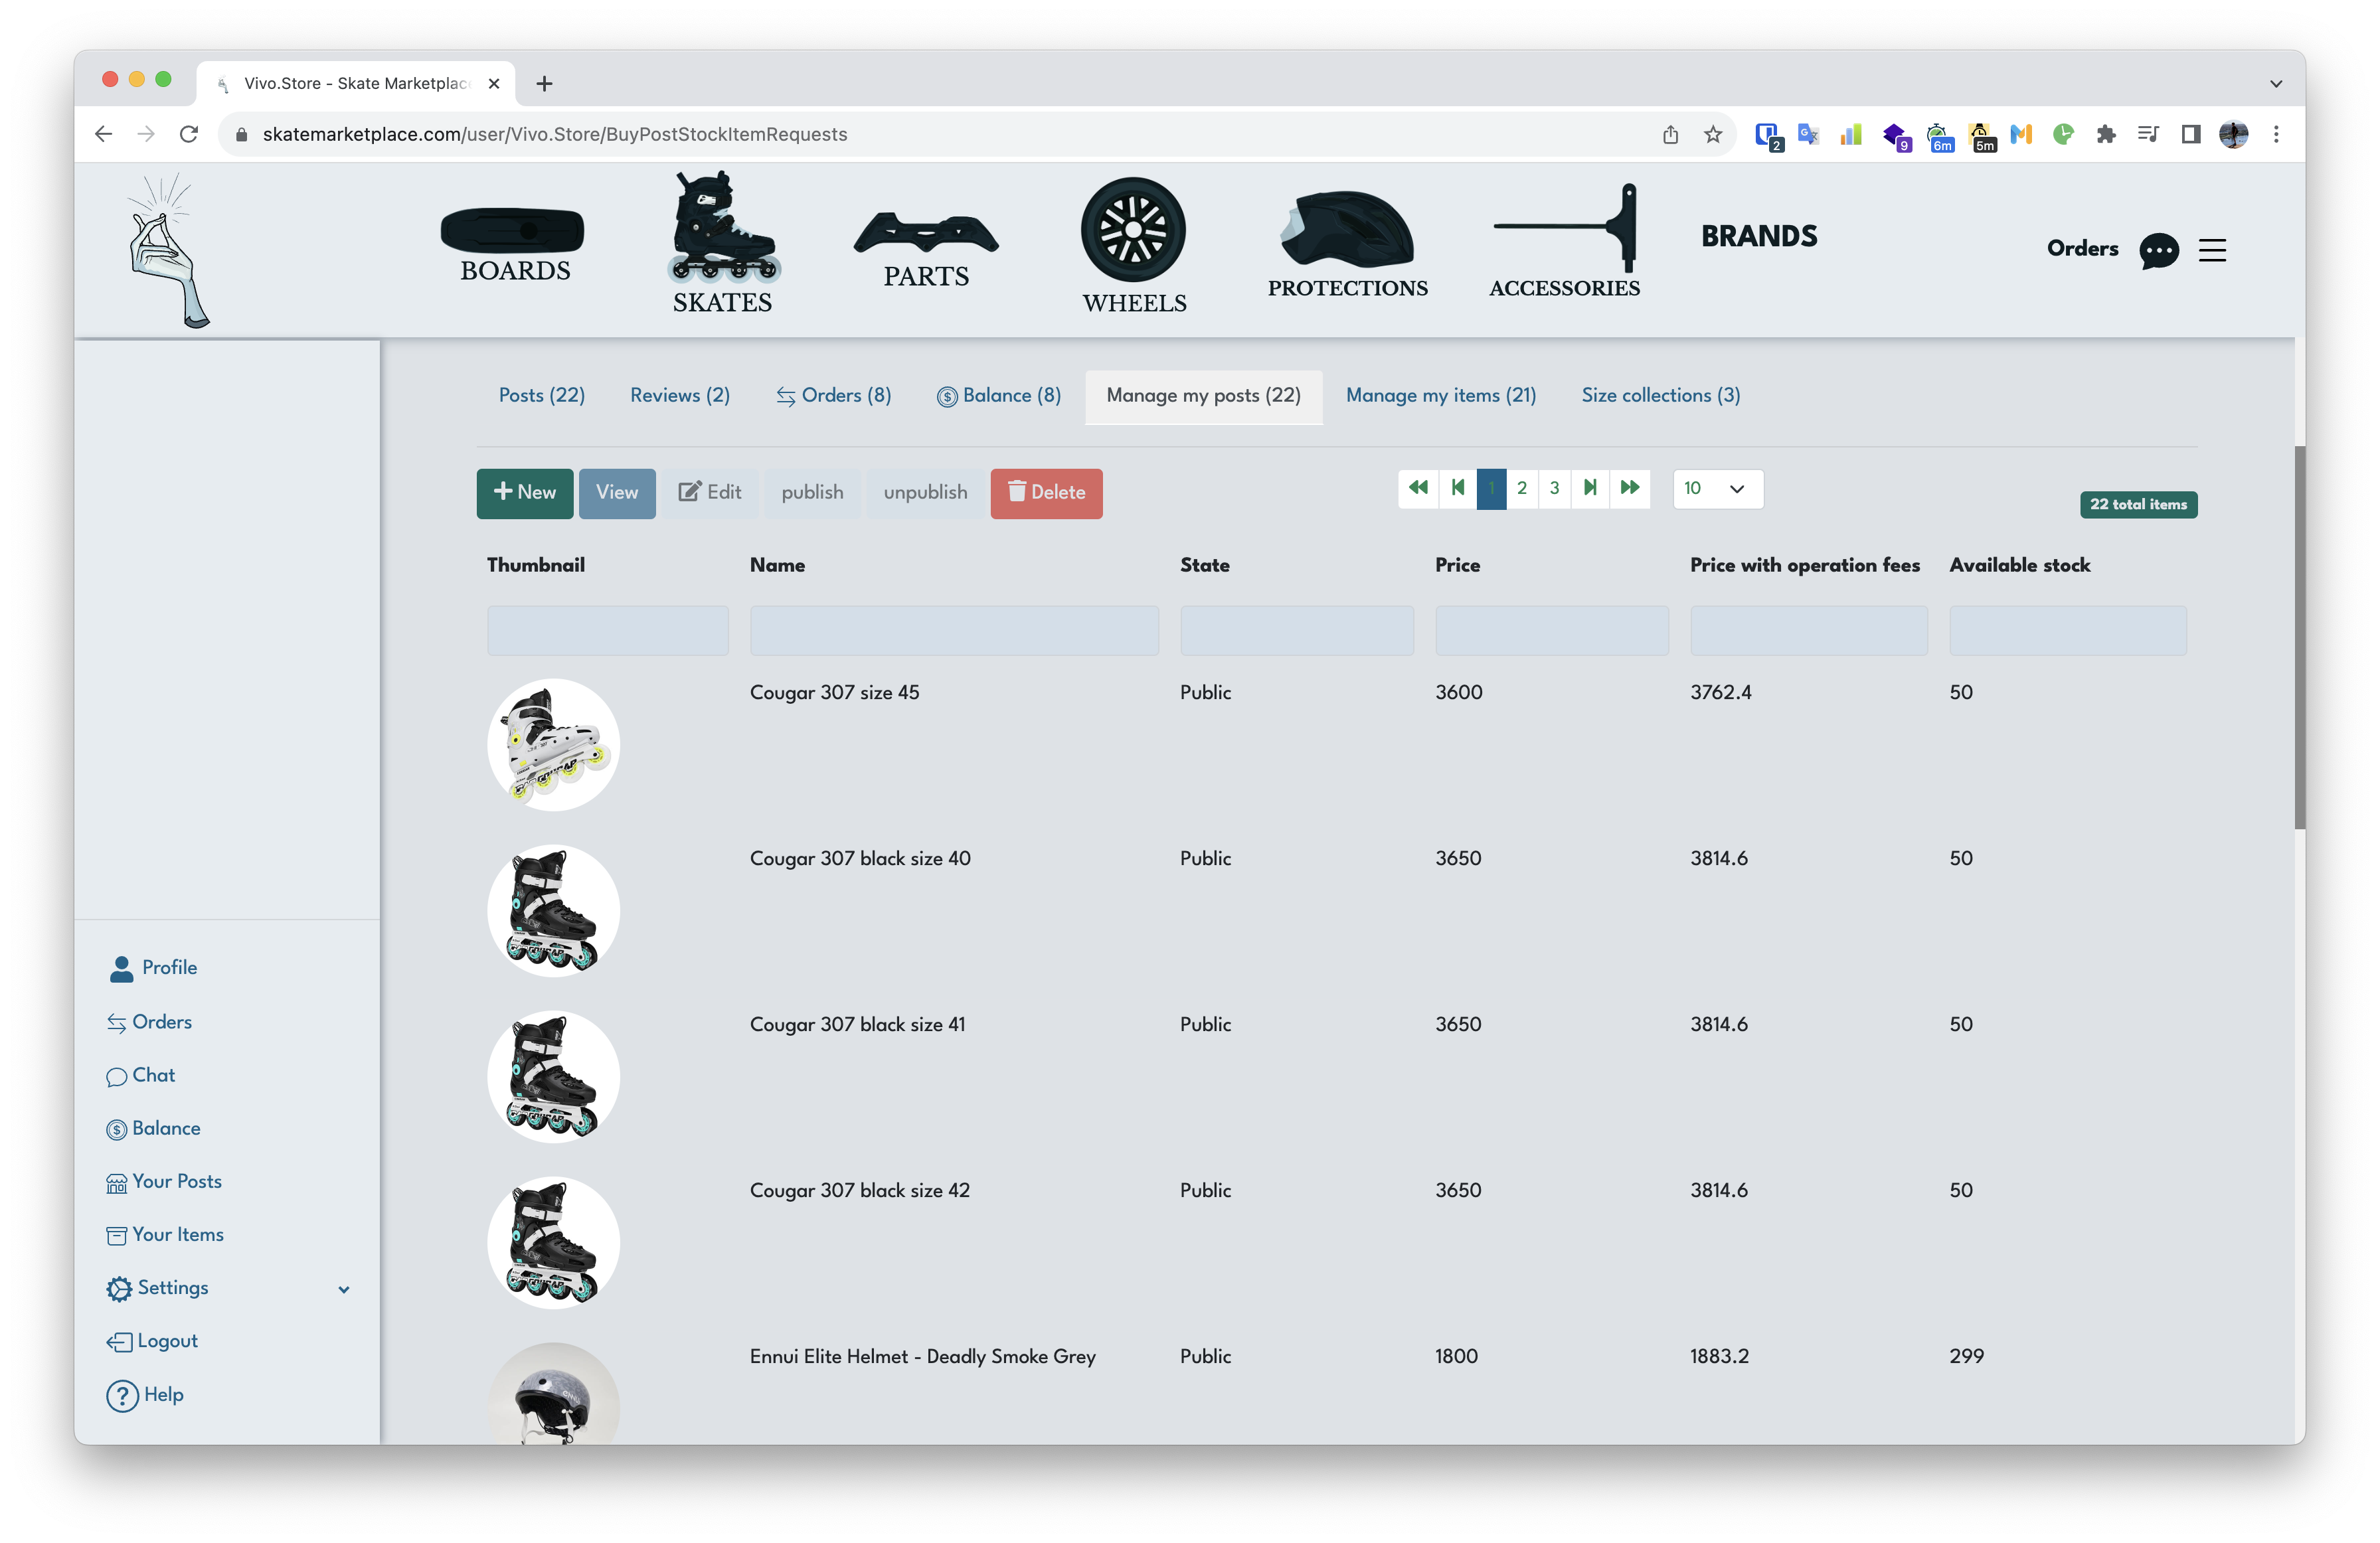 Vivo.Store - Skate Marketplac
skatemarketplace.com/user/Vivo.Store/BuyPostStockItemRequests
2
9
6m
5m
BOARDS
SKATES
PARTS
WHEELS
PROTECTIONS
ACCESSORIES
BRANDS
Orders
Posts (22)
Reviews (2)
Orders (8)
Balance (8)
Manage my posts (22)
Manage my items (21)
Size collections (3)
New
View
Edit
publish
unpublish
Delete
1
2
3
10
22 total items
Thumbnail Name State Price Price with operation fees Available stock
Cougar 307 size 45 Public 3600 3762.4 50
Cougar 307 black size 40 Public 3650 3814.6 50
Cougar 307 black size 41 Public 3650 3814.6 50
Cougar 307 black size 42 Public 3650 3814.6 50
Ennui Elite Helmet - Deadly Smoke Grey Public 1800 1883.2 299
Profile
Orders
Chat
Balance
Your Posts
Your Items
Settings
Logout
Help